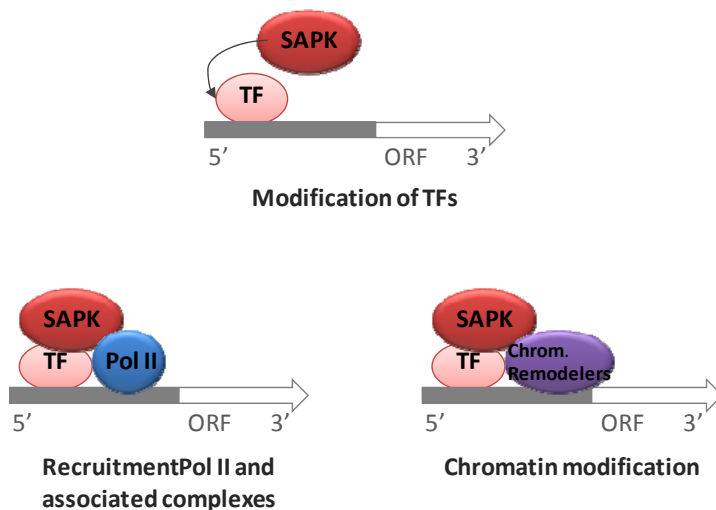 SAPK
TF
5’ ORF 3’
Modification of TFs
SAPK
TF Pol II
5’ ORF 3’
RecruitmentPol II and
associated complexes
SAPK
TF Chrom.
Remodelers
5’ ORF 3’
Chromatin modification